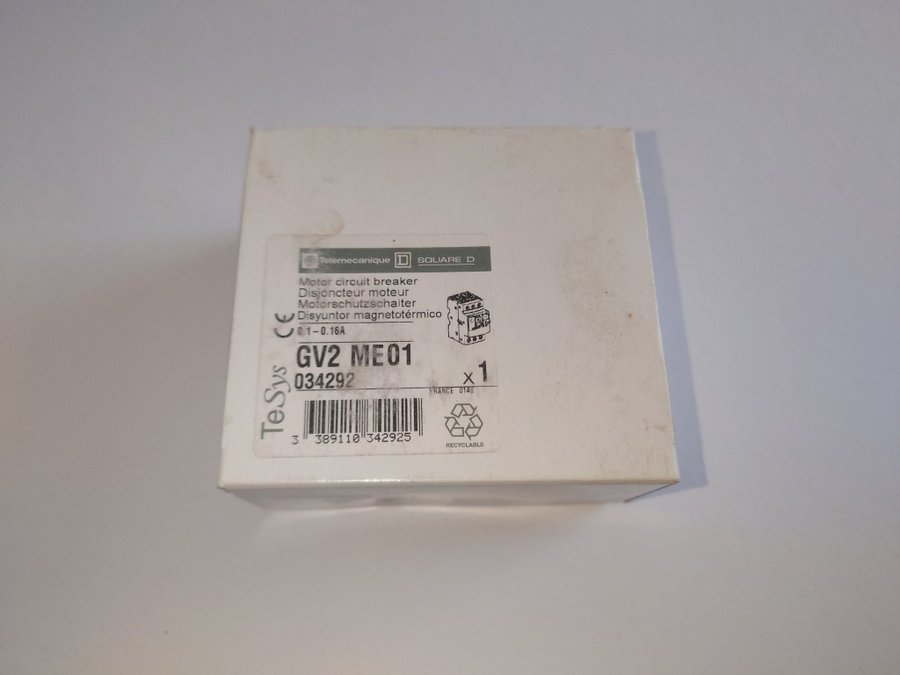 Telemecanique SQUARE D
Motor circuit breaker
Disjoncteur moteur
Motorschutzschalter
Disyuntor magnetotérmico
0,1-0.16A
CE
GV2 ME01
034292
x 1
FRANCE 0148
TeSys
3 389110 342925
RECYCLABLE